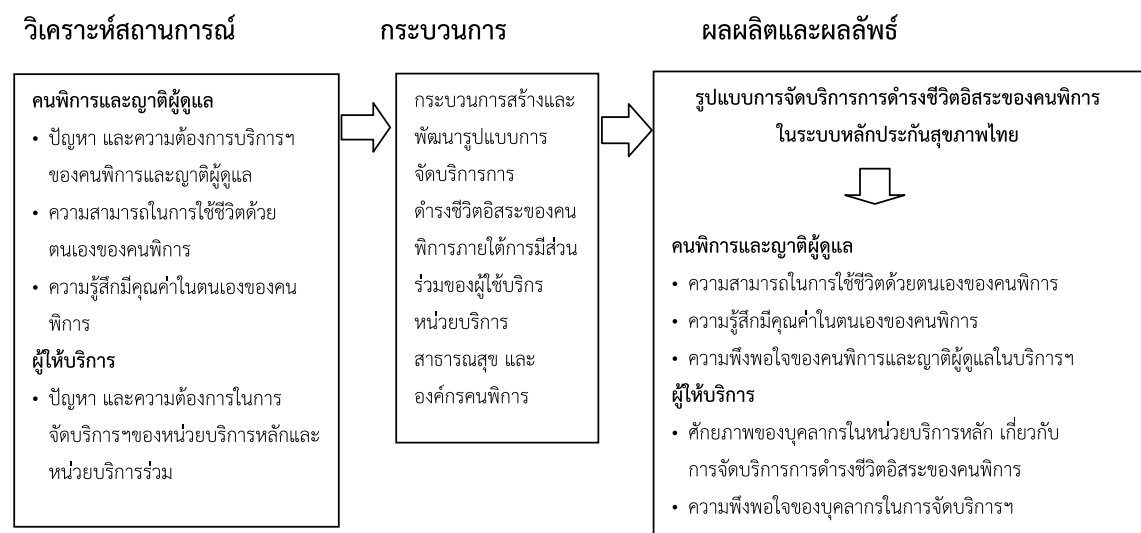 วิเคราะห์สถานการณ์
กระบวนการ
ผลผลิตและผลลัพธ์
คนพิการและญาติผู้ดูแล
• ปัญหา และความต้องการบริการฯ
ของคนพิการและญาติผู้ดูแล
• ความสามารถในการใช้ชีวิตด้วย
ตนเองของคนพิการ
• ความรู้สึกมีคุณค่าในตนเองของคน
พิการ
ผู้ให้บริการ
• ปัญหา และความต้องการในการ
จัดบริการฯของหน่วยบริการหลักและ
หน่วยบริการร่วม
กระบวนการสร้างและ
พัฒนารูปแบบการ
จัดบริการการ
ดำรงชีวิตอิสระของคน
พิการภายใต้การมีส่วน
ร่วมของผู้ใช้บริกร
หน่วยบริการ
สาธารณสุข และ
องค์กรคนพิการ
รูปแบบการจัดบริการการดำรงชีวิตอิสระของคนพิการ
ในระบบหลักประกันสุขภาพไทย
คนพิการและญาติผู้ดูแล
• ความสามารถในการใช้ชีวิตด้วยตนเองของคนพิการ
• ความรู้สึกมีคุณค่าในตนเองของคนพิการ
• ความพึงพอใจของคนพิการและญาติผู้ดูแลในบริการฯ
ผู้ให้บริการ
• ศักยภาพของบุคลากรในหน่วยบริการหลัก เกี่ยวกับ
การจัดบริการการดำรงชีวิตอิสระของคนพิการ
• ความพึงพอใจของบุคลากรในการจัดบริการฯ